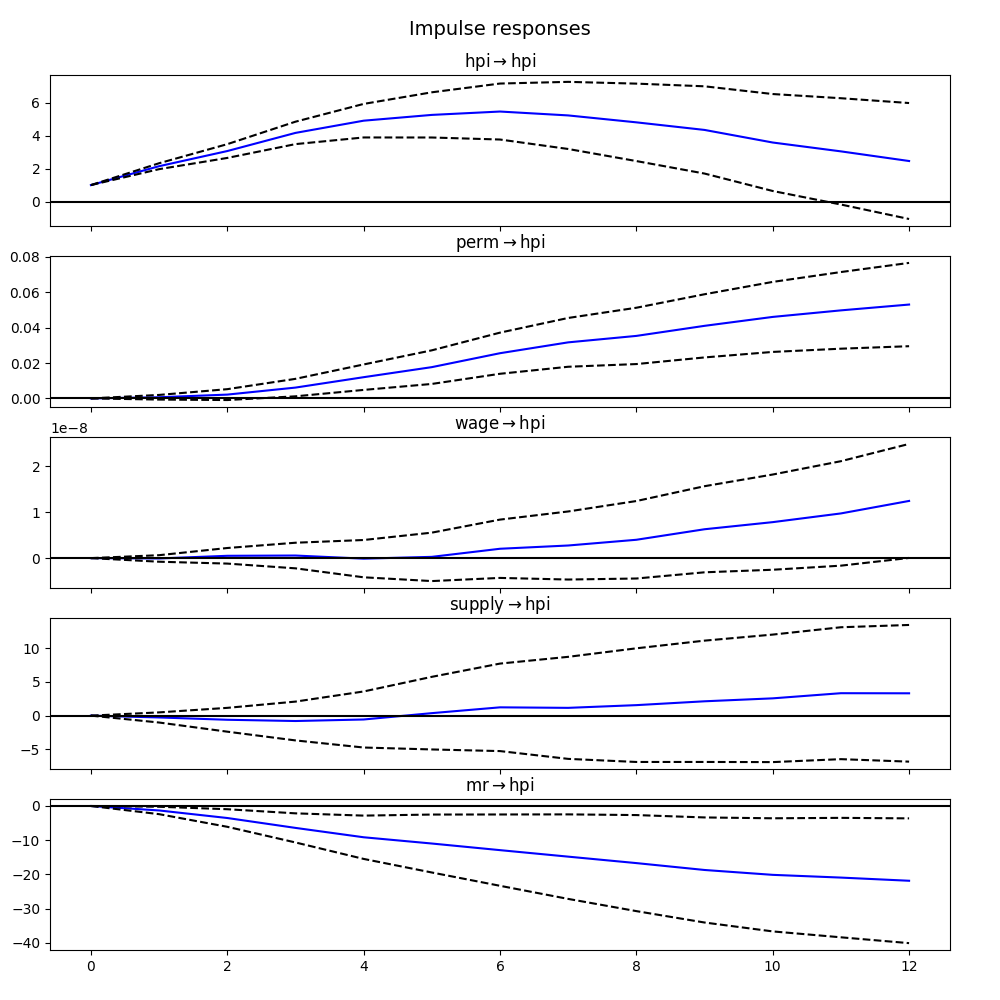 Impulse responses
hpi → hpi
6
4
2
0
perm → hpi
0.08
0.06
0.04
0.02
0.00
wage → hpi
1e−8
2
1
0
supply → hpi
10
5
0
−5
mr → hpi
0
−10
−20
−30
−40
0 2 4 6 8 10 12